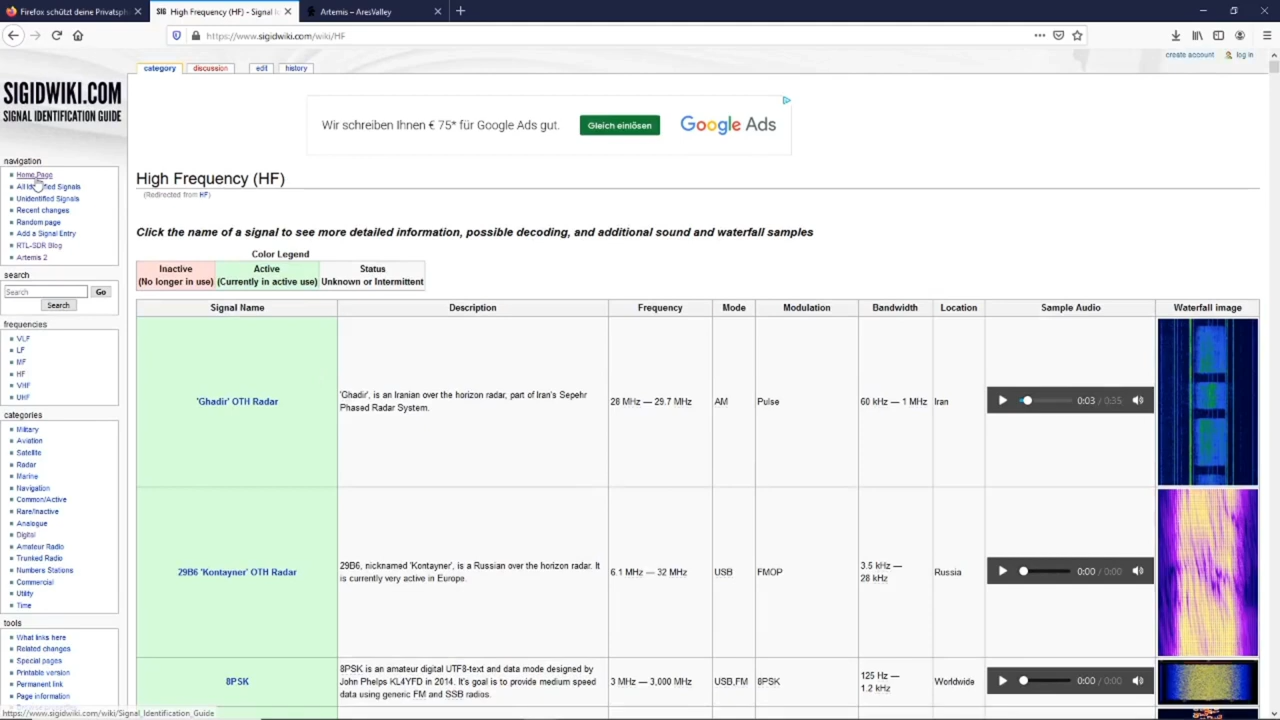 Firefox schützt deine Privatsph
SIG High Frequency (HF) - Signal I
Artemis – AresValley
https://www.sigidwiki.com/wiki/HF
create account
log in
category
discussion
edit
history
SIGIDWIKI.COM
SIGNAL IDENTIFICATION GUIDE
Wir schreiben Ihnen € 75* für Google Ads gut.
Gleich einlösen
Google Ads
navigation
Home Page
All Identified Signals
Unidentified Signals
Recent changes
Random page
Add a Signal Entry
RTL-SDR Blog
Artemis 2
search
Search
Go
Search
frequencies
VLF
LF
MF
HF
VHF
UHF
categories
Military
Aviation
Satellite
Radar
Marine
Navigation
Common/Active
Rare/Inactive
Analogue
Digital
Amateur Radio
Trunked Radio
Numbers Stations
Commercial
Utility
Time
tools
What links here
Related changes
Special pages
Printable version
Permanent link
Page information
High Frequency (HF)
(Redirected from HF)
Click the name of a signal to see more detailed information, possible decoding, and additional sound and waterfall samples
Color Legend
Inactive
(No longer in use)
Active
(Currently in active use)
Status
Unknown or Intermittent
Signal Name
Description
Frequency
Mode
Modulation
Bandwidth
Location
Sample Audio
Waterfall image
'Ghadir' OTH Radar
'Ghadir', is an Iranian over the horizon radar, part of Iran's Sepehr
Phased Radar System.
28 MHz — 29.7 MHz
AM
Pulse
60 kHz — 1 MHz
Iran
0:03 / 0:35
29B6 'Kontayner' OTH Radar
29B6, nicknamed 'Kontayner', is a Russian over the horizon radar. It
is currently very active in Europe.
6.1 MHz — 32 MHz
USB
FMOP
3.5 kHz —
28 kHz
Russia
0:00 / 0:00
8PSK
8PSK is an amateur digital UTF8-text and data mode designed by
John Phelps KL4YFD in 2014. It's goal is to provide medium speed
data using generic FM and SSB radios.
3 MHz — 3,000 MHz
USB,FM
8PSK
125 Hz —
1.2 kHz
Worldwide
0:00 / 0:00
https://www.sigidwiki.com/wiki/Signal_Identification_Guide